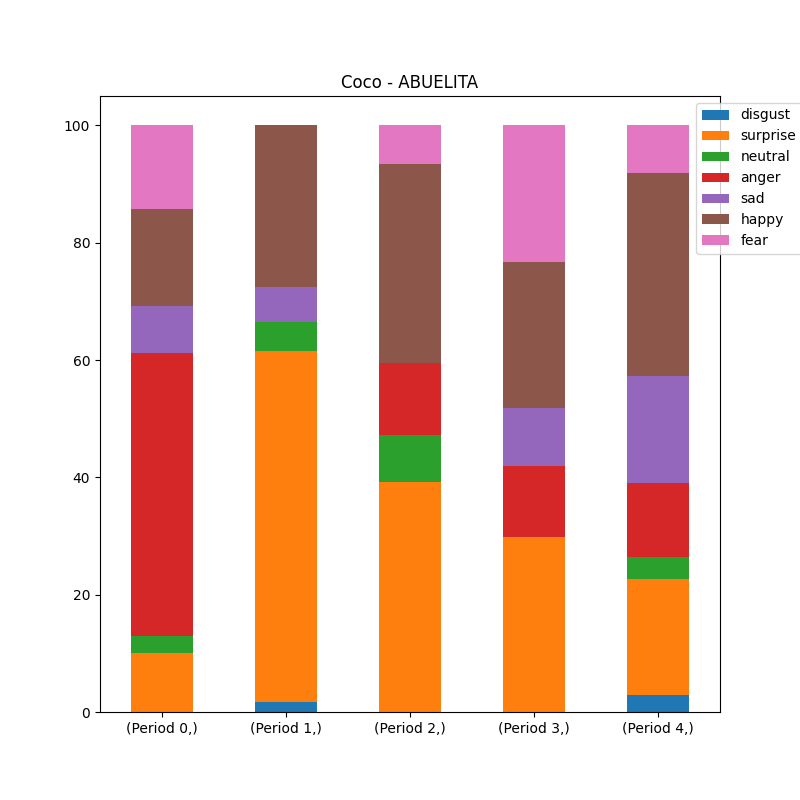 Coco - ABUELITA
100
80
60
40
20
0
(Period 0,) (Period 1,) (Period 2,) (Period 3,) (Period 4,)
disgust
surprise
neutral
anger
sad
happy
fear